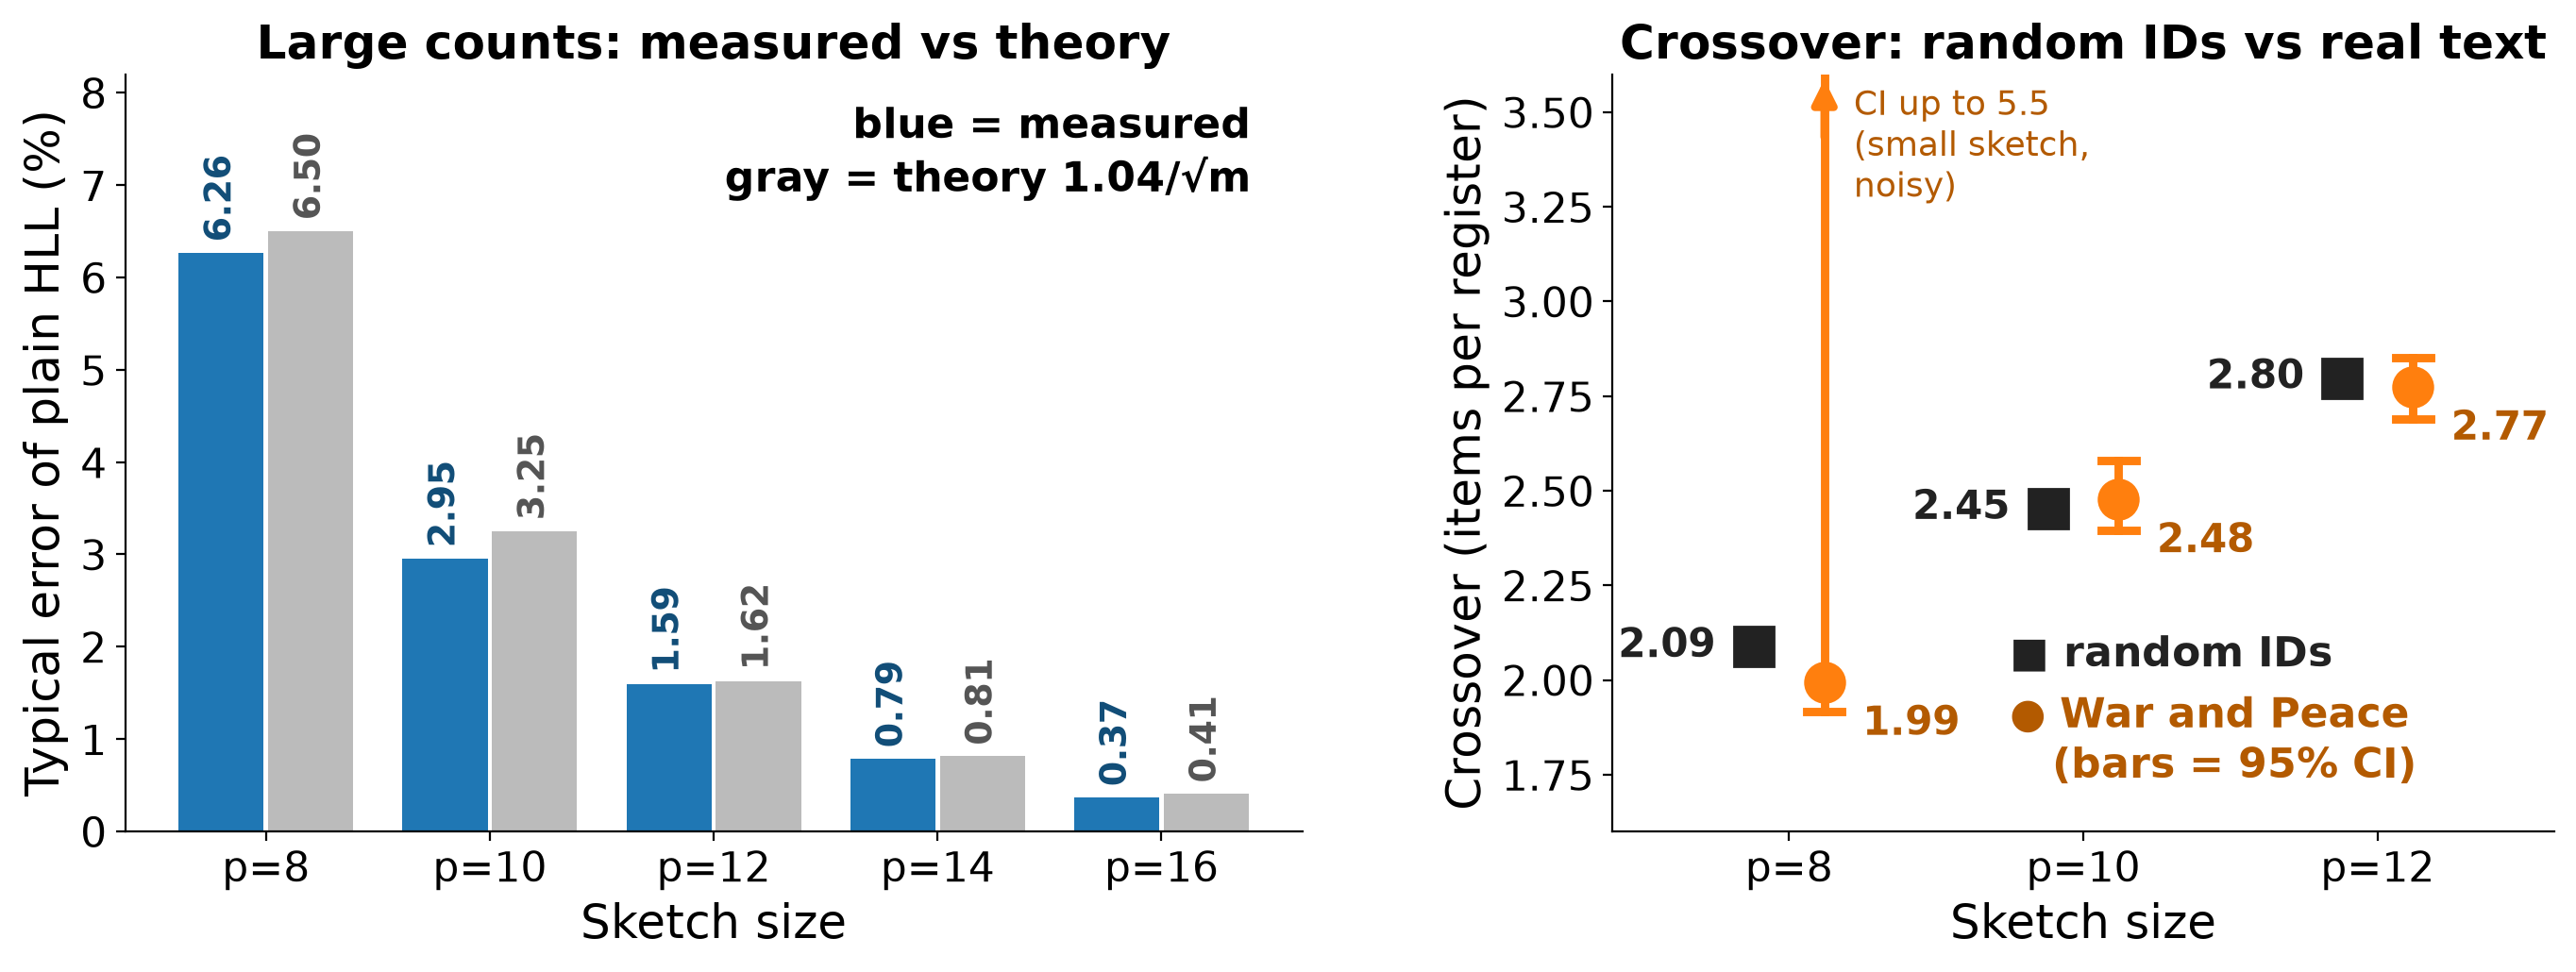 Large counts: measured vs theory
Typical error of plain HLL (%)
8
7
6
5
4
3
2
1
0
blue = measured
gray = theory 1.04/√m
6.26
6.50
2.95
3.25
1.59
1.62
0.79
0.81
0.37
0.41
p=8
p=10
p=12
p=14
p=16
Sketch size
Crossover: random IDs vs real text
Crossover (items per register)
3.50
3.25
3.00
2.75
2.50
2.25
2.00
1.75
CI up to 5.5
(small sketch,
noisy)
2.09
1.99
2.45
2.48
2.80
2.77
random IDs
War and Peace
(bars = 95% CI)
p=8
p=10
p=12
Sketch size